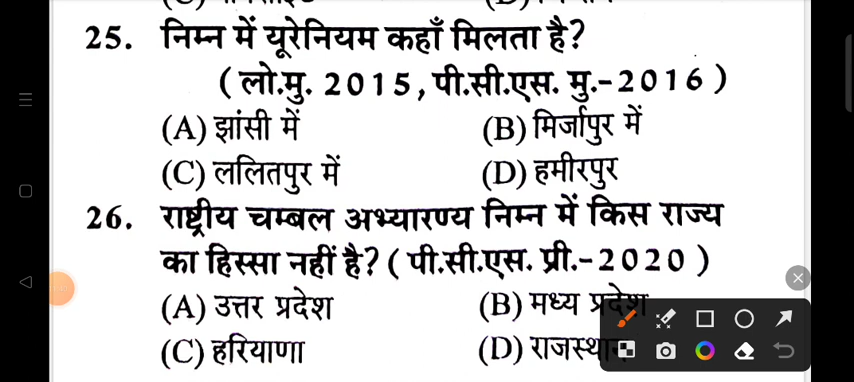 25. निम्न में यूरेनियम कहाँ मिलता है?
(लो.मु. 2015, पी.सी.एस. मु.-2016)
(A) झांसी में (B) मिर्जापुर में
(C) ललितपुर में (D) हमीरपुर
26. राष्ट्रीय चम्बल अभ्यारण्य निम्न में किस राज्य
का हिस्सा नहीं है? (पी.सी.एस. प्री.-2020)
(A) उत्तर प्रदेश (B) मध्य प्रदेश
(C) हरियाणा (D) राजस्थान